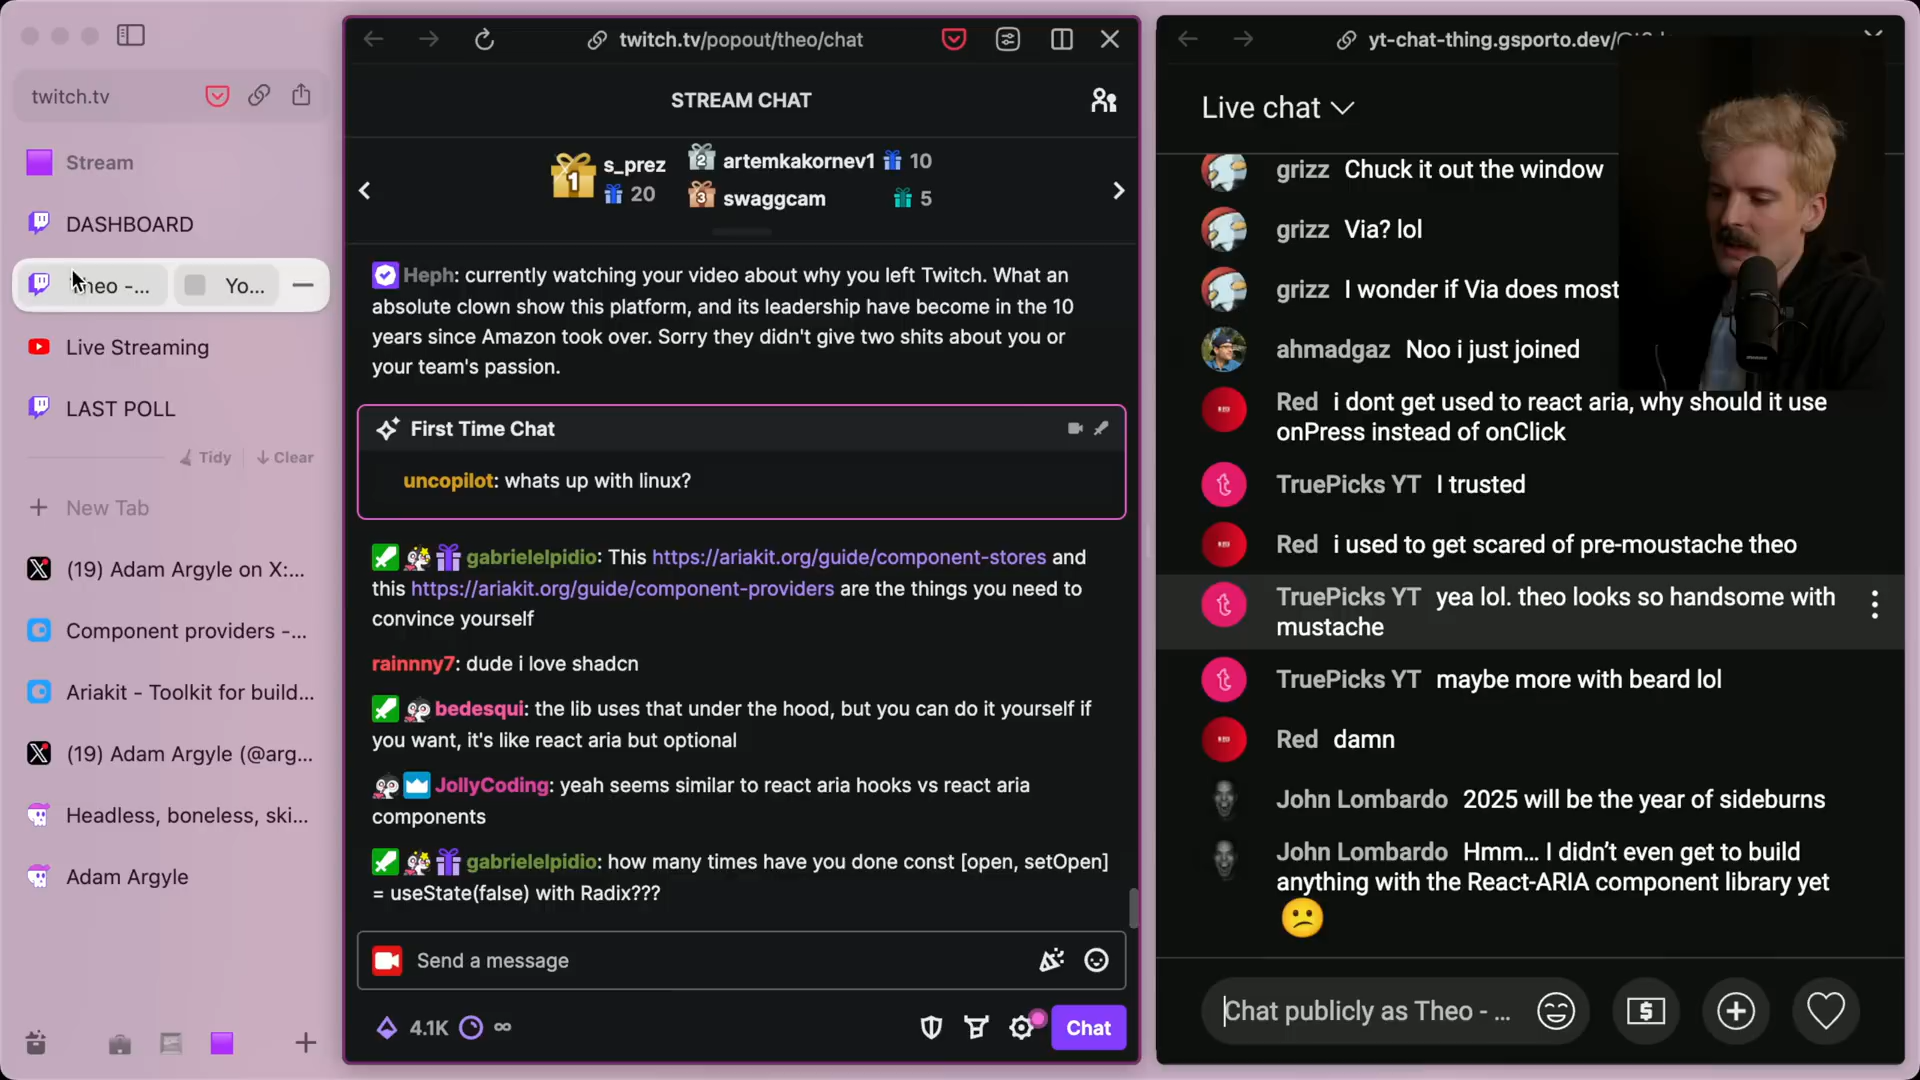 twitch.tv
Stream
DASHBOARD
heo -...
Yo...
Live Streaming
LAST POLL
Tidy
Clear
New Tab
(19) Adam Argyle on X:...
Component providers -...
Ariakit - Toolkit for build...
(19) Adam Argyle (@arg...
Headless, boneless, ski...
Adam Argyle
twitch.tv/popout/theo/chat
STREAM CHAT
1 s_prez
20
2 artemkakornev1 10
3 swaggcam 5
Heph: currently watching your video about why you left Twitch. What an
absolute clown show this platform, and its leadership have become in the 10
years since Amazon took over. Sorry they didn't give two shits about you or
your team's passion.
First Time Chat
uncopilot: whats up with linux?
gabrielelpidio: This https://ariakit.org/guide/component-stores and
this https://ariakit.org/guide/component-providers are the things you need to
convince yourself
rainnny7: dude i love shadcn
bedesqui: the lib uses that under the hood, but you can do it yourself if
you want, it's like react aria but optional
JollyCoding: yeah seems similar to react aria hooks vs react aria
components
gabrielelpidio: how many times have you done const [open, setOpen]
= useState(false) with Radix???
Send a message
4.1K ∞
Chat
yt-chat-thing.gsporto.dev/
Live chat
grizz Chuck it out the window
grizz Via? lol
grizz I wonder if Via does most
ahmadgaz Noo i just joined
Red i dont get used to react aria, why should it use
onPress instead of onClick
TruePicks YT I trusted
Red i used to get scared of pre-moustache theo
TruePicks YT yea lol. theo looks so handsome with
mustache
TruePicks YT maybe more with beard lol
Red damn
John Lombardo 2025 will be the year of sideburns
John Lombardo Hmm... I didn't even get to build
anything with the React-ARIA component library yet
😕
Chat publicly as Theo - ...